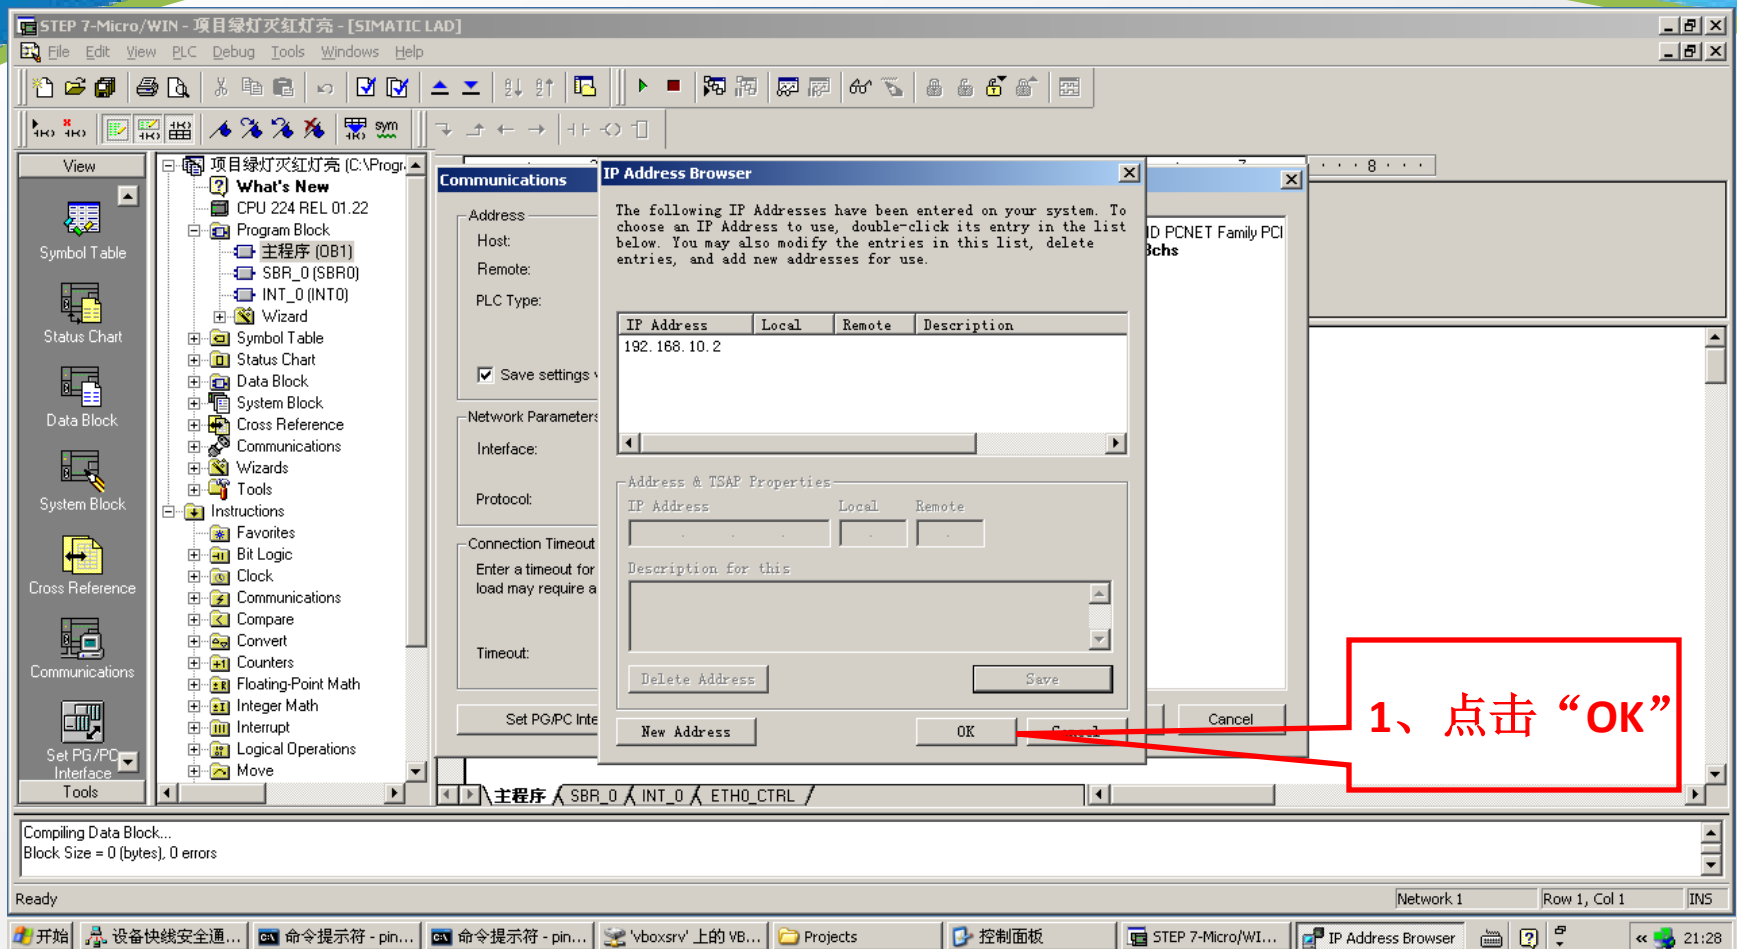 STEP 7-Micro/WIN - 项目绿灯灭红灯亮 - [SIMATIC LAD]
File Edit View PLC Debug Tools Windows Help
sym
View
Symbol Table
Status Chart
Data Block
System Block
Cross Reference
Communications
Set PG/PC
Interface
Tools
项目绿灯灭红灯亮 (C:\Progr
What's New
CPU 224 REL 01.22
Program Block
主程序 (OB1)
SBR_0 (SBR0)
INT_0 (INT0)
Wizard
Symbol Table
Status Chart
Data Block
System Block
Cross Reference
Communications
Wizards
Tools
Instructions
Favorites
Bit Logic
Clock
Communications
Compare
Convert
Counters
Floating-Point Math
Integer Math
Interrupt
Logical Operations
Move
Communications
Address
Host:
Remote:
PLC Type:
Save settings
Network Parameters
Interface:
Protocol:
Connection Timeout
Enter a timeout for
load may require a
Timeout:
Set PG/PC Inte
ID PCNET Family PCI
Cancel
8
IP Address Browser
The following IP Addresses have been entered on your system. To
choose an IP Address to use, double-click its entry in the list
below. You may also modify the entries in this list, delete
entries, and add new addresses for use.
IP Address Local Remote Description
192.168.10.2
Address & TSAP Properties
IP Address Local Remote
Description for this
Delete Address Save
New Address OK Cancel
1、点击“OK”
主程序 SBR_0 INT_0 ETH0_CTRL
Compiling Data Block...
Block Size = 0 (bytes), 0 errors
Ready Network 1 Row 1, Col 1 INS
开始 设备快线安全通... 命令提示符 - pin... 命令提示符 - pin... 'vboxsrv' 上的 VB... Projects 控制面板 STEP 7-Micro/WI... IP Address Browser « 21:28